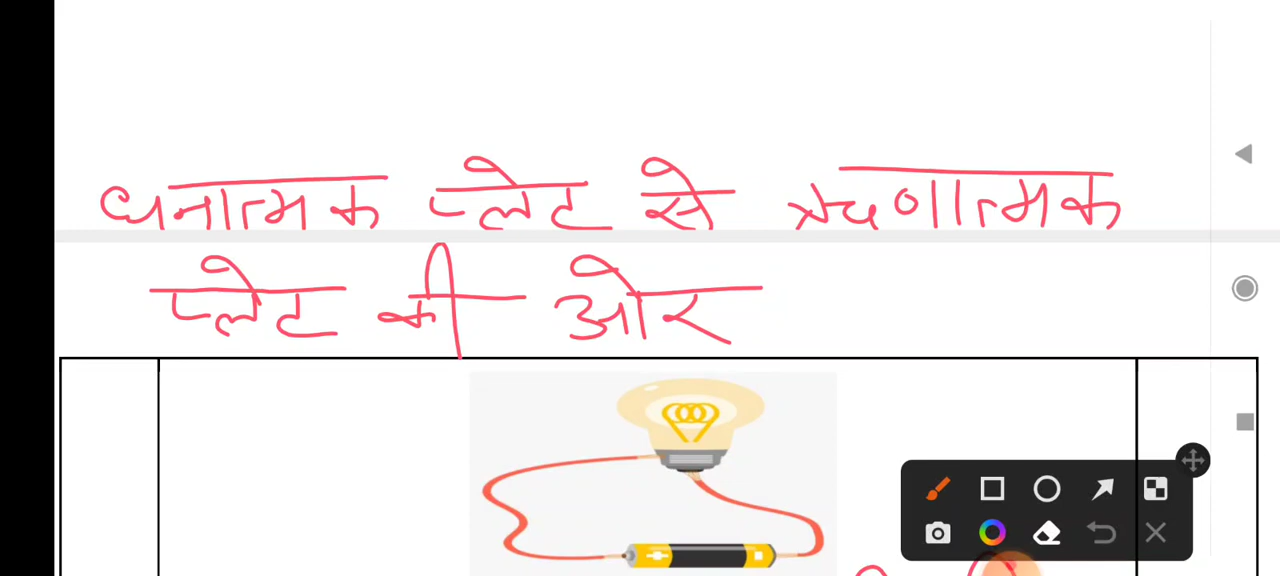 धनात्मक प्लेट से ऋणात्मक
प्लेट की ओर